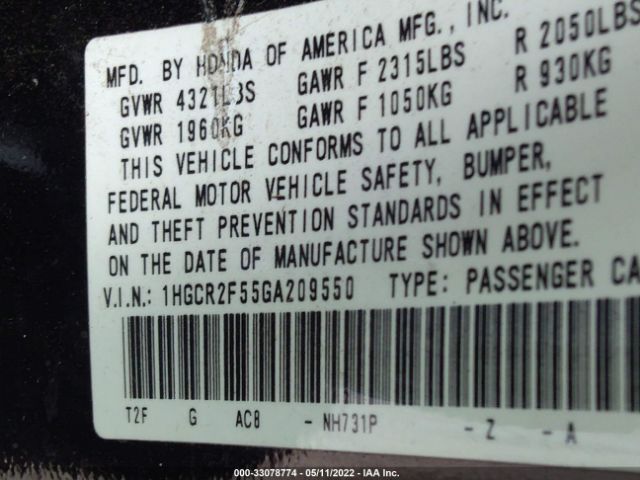 MFD. BY HONDA OF AMERICA MFG., INC.
GVWR 4321LBS GAWR F 2315LBS R 2050LBS
GVWR 1960KG GAWR F 1050KG R 930KG
THIS VEHICLE CONFORMS TO ALL APPLICABLE
FEDERAL MOTOR VEHICLE SAFETY, BUMPER,
AND THEFT PREVENTION STANDARDS IN EFFECT
ON THE DATE OF MANUFACTURE SHOWN ABOVE.
V.I.N.: 1HGCR2F55GA209550 TYPE: PASSENGER CA
T2F G AC8 - NH731P - Z - A
000-33078774 - 05/11/2022 - IAA Inc.